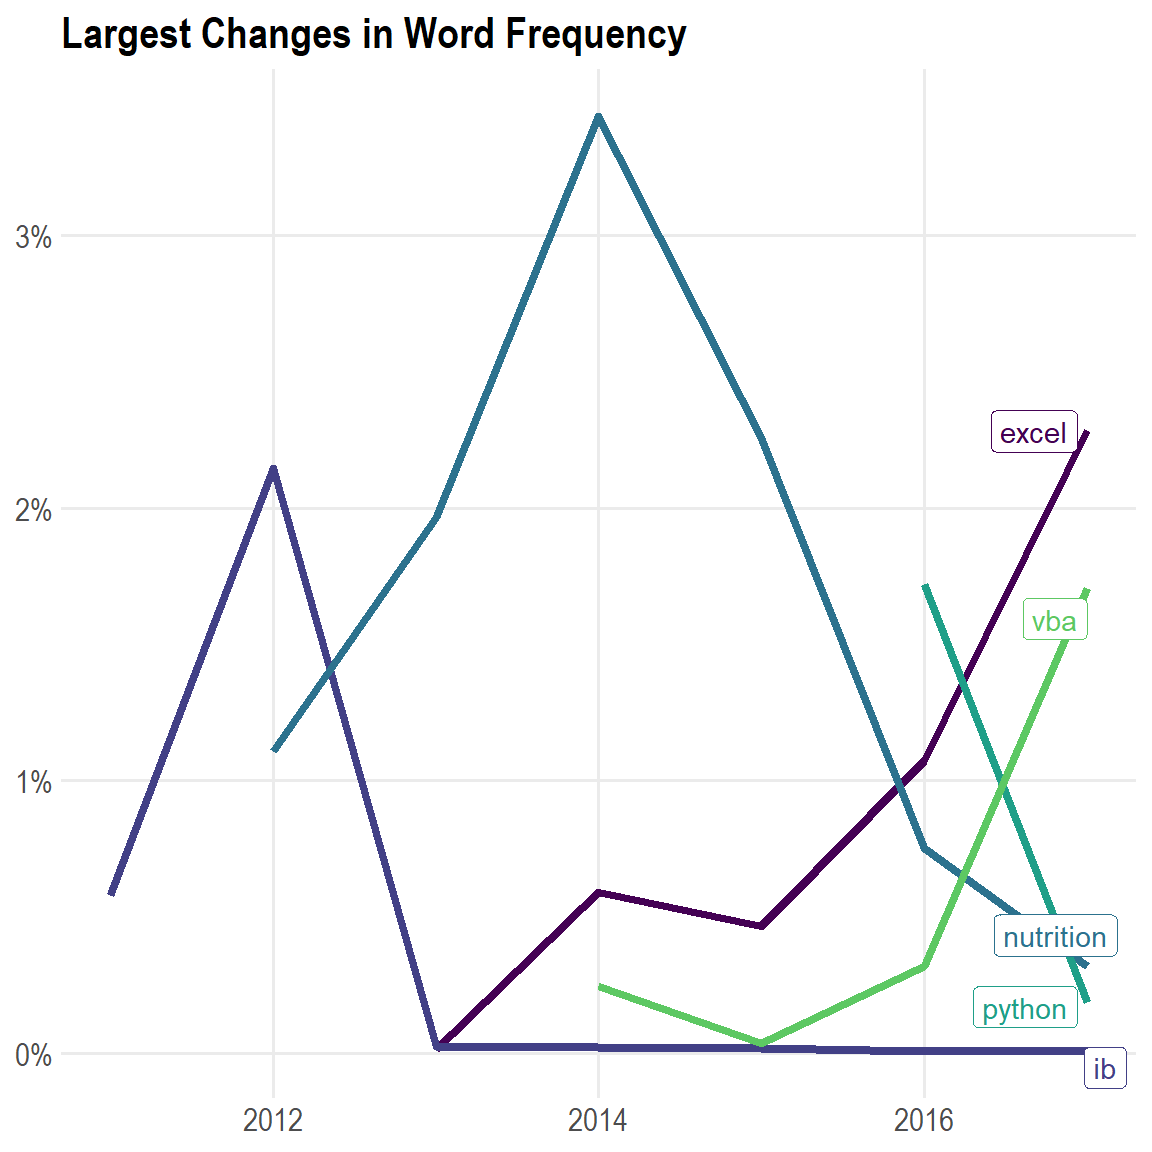 Largest Changes in Word Frequency
3%
excel
2%
vba
1%
nutrition
python
0%
ib
2012 2014 2016